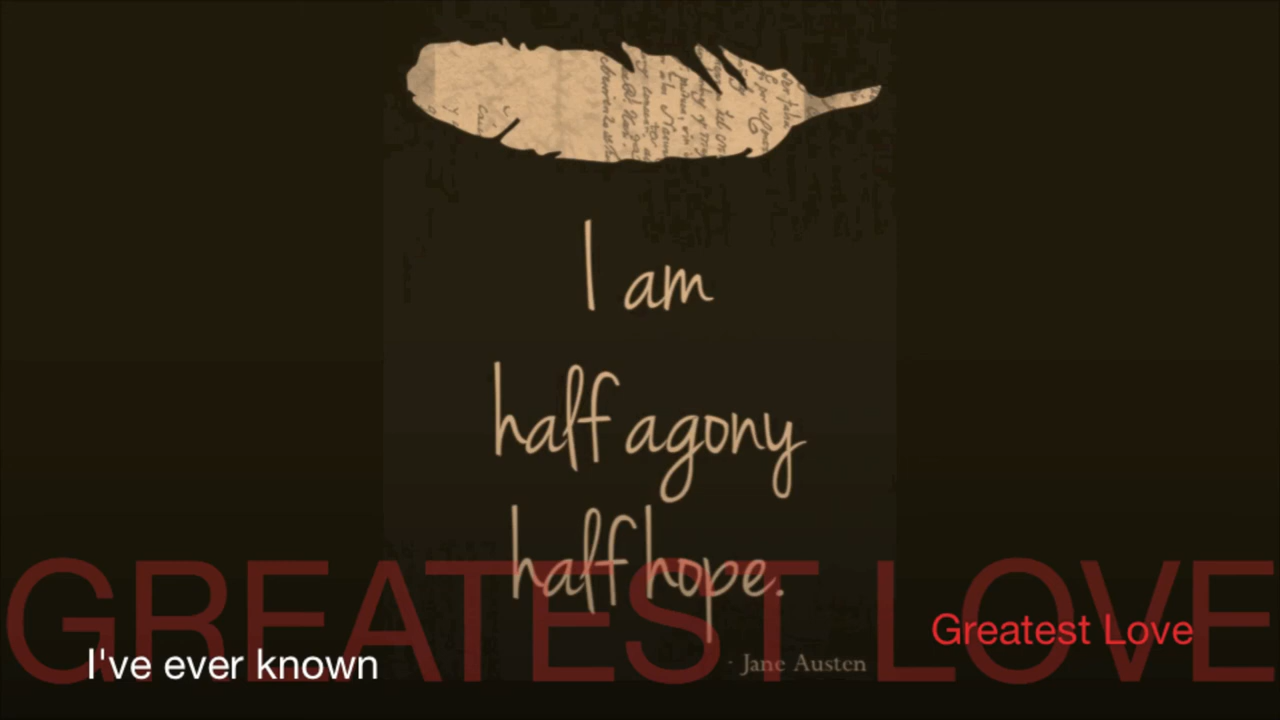 I am
half agony
half hope.
- Jane Austen
GREATEST LOVE
Greatest Love
I've ever known